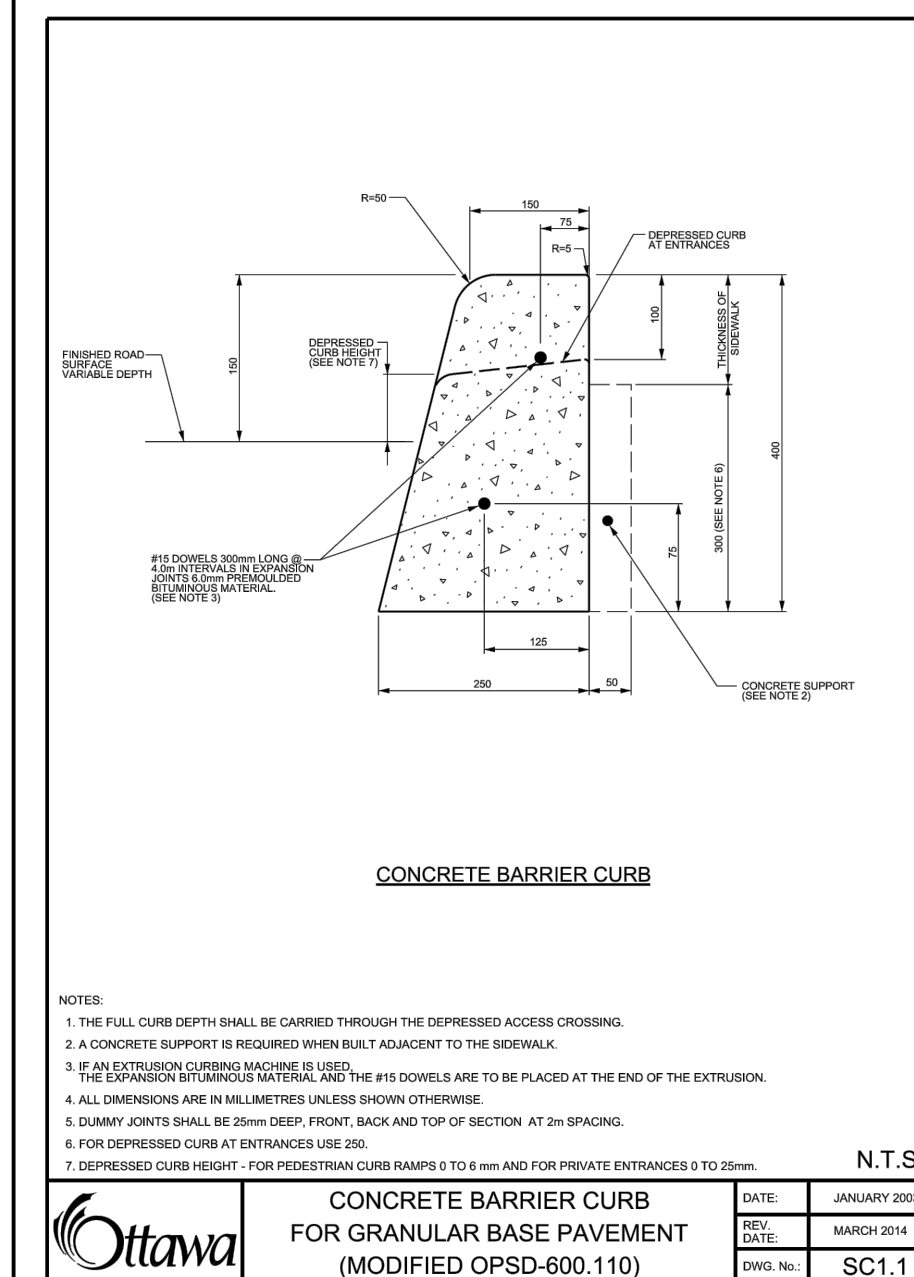 R=50
150
75
R=5
DEPRESSED CURB
AT ENTRANCES
150
DEPRESSED
CURB HEIGHT
(SEE NOTE 7)
FINISHED ROAD
SURFACE
VARIABLE DEPTH
100
THICKNESS OF
SIDEWALK
400
300 (SEE NOTE 6)
75
#15 DOWELS 300mm LONG @
4.0m INTERVALS IN EXPANSION
JOINTS 6.0mm PREMOULDED
BITUMINOUS MATERIAL.
(SEE NOTE 3)
125
250
50
CONCRETE SUPPORT
(SEE NOTE 2)
CONCRETE BARRIER CURB
NOTES:
1. THE FULL CURB DEPTH SHALL BE CARRIED THROUGH THE DEPRESSED ACCESS CROSSING.
2. A CONCRETE SUPPORT IS REQUIRED WHEN BUILT ADJACENT TO THE SIDEWALK.
3. IF AN EXTRUSION CURBING MACHINE IS USED,
THE EXPANSION BITUMINOUS MATERIAL AND THE #15 DOWELS ARE TO BE PLACED AT THE END OF THE EXTRUSION.
4. ALL DIMENSIONS ARE IN MILLIMETRES UNLESS SHOWN OTHERWISE.
5. DUMMY JOINTS SHALL BE 25mm DEEP, FRONT, BACK AND TOP OF SECTION AT 2m SPACING.
6. FOR DEPRESSED CURB AT ENTRANCES USE 250.
7. DEPRESSED CURB HEIGHT - FOR PEDESTRIAN CURB RAMPS 0 TO 6 mm AND FOR PRIVATE ENTRANCES 0 TO 25mm.
N.T.S
Ottawa
CONCRETE BARRIER CURB
FOR GRANULAR BASE PAVEMENT
(MODIFIED OPSD-600.110)
DATE:
JANUARY
REV.
DATE:
MARCH 2014
DWG. No.:
SC1.1